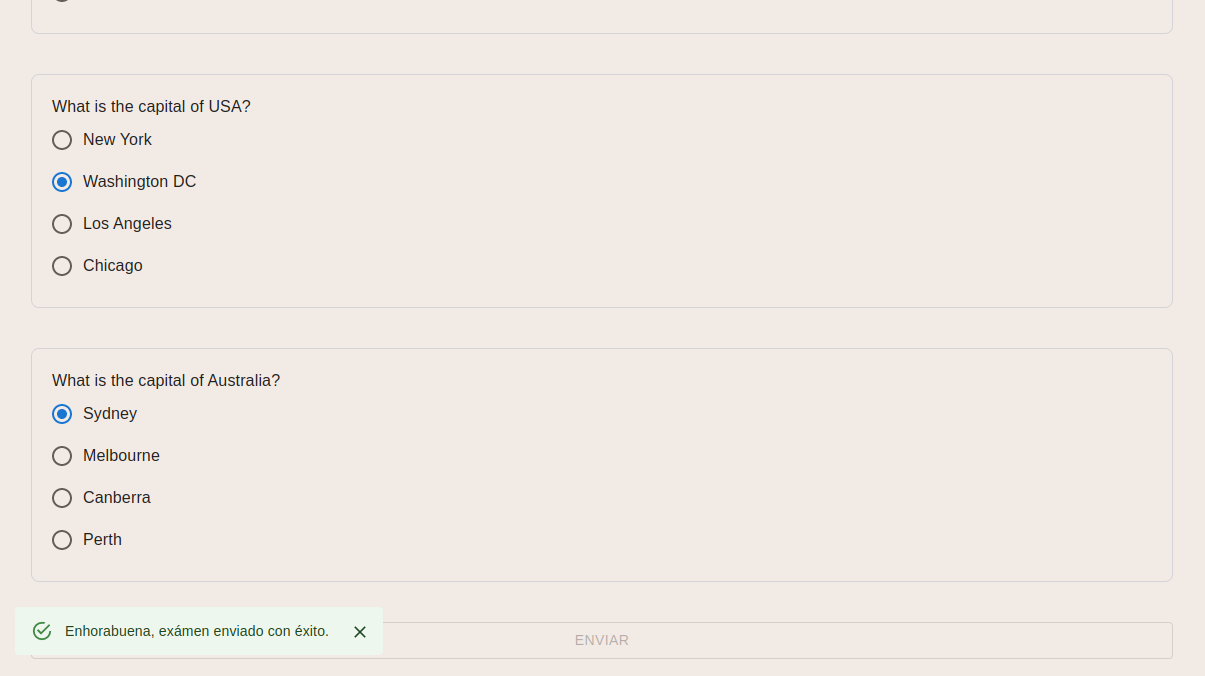 What is the capital of USA?
New York
Washington DC
Los Angeles
Chicago
What is the capital of Australia?
Sydney
Melbourne
Canberra
Perth
Enhorabuena, exámen enviado con éxito.
ENVIAR